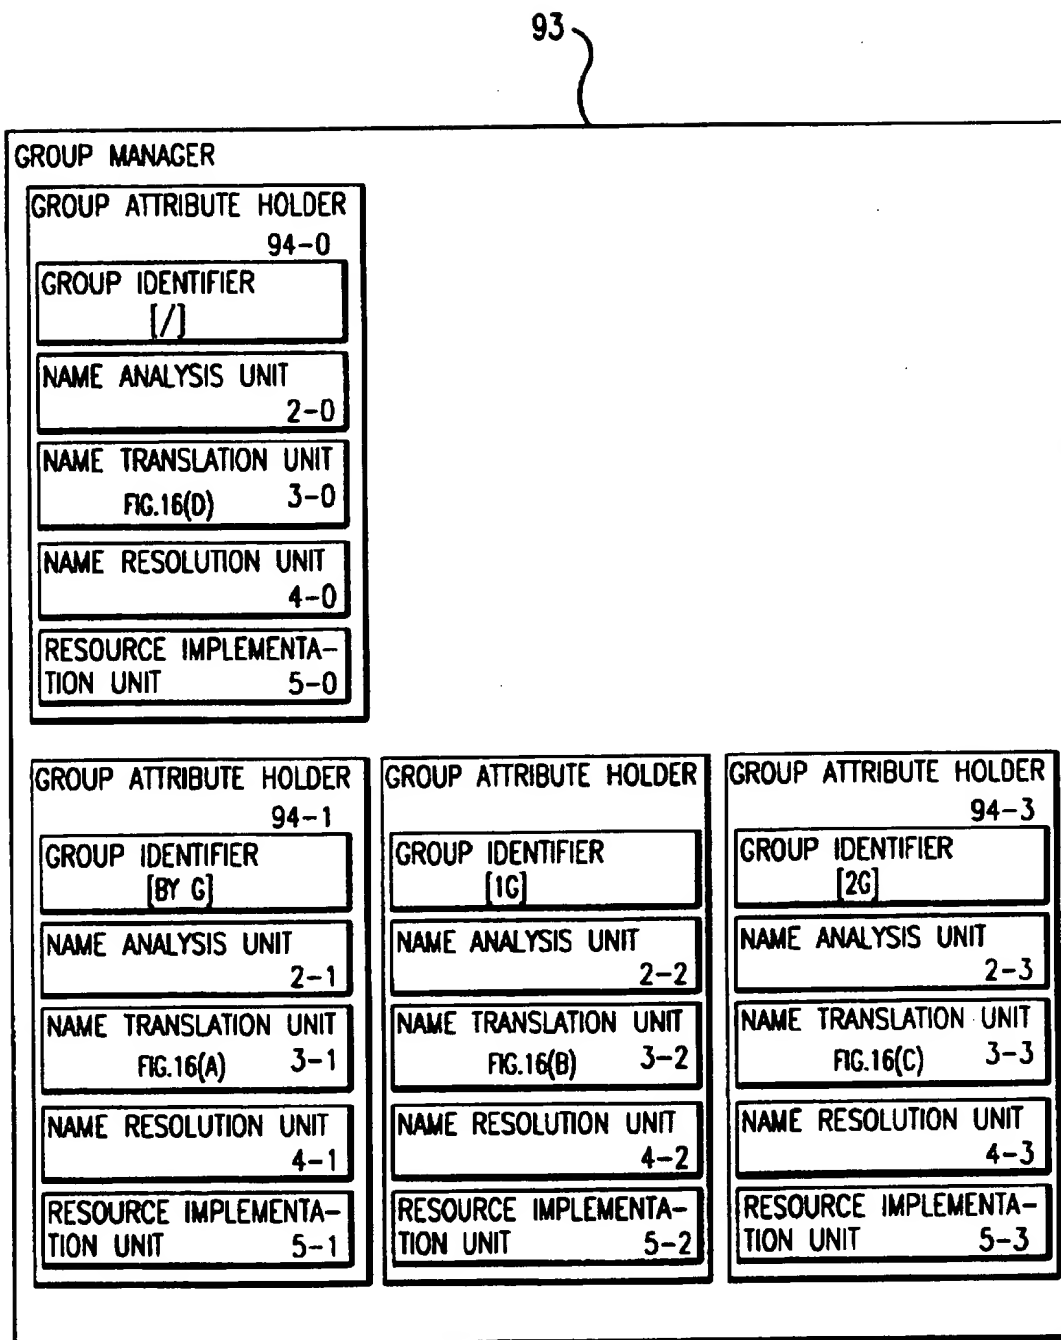 93
GROUP MANAGER
GROUP ATTRIBUTE HOLDER
94-0
GROUP IDENTIFIER
[/]
NAME ANALYSIS UNIT
2-0
NAME TRANSLATION UNIT
FIG.16(D) 3-0
NAME RESOLUTION UNIT
4-0
RESOURCE IMPLEMENTA-
TION UNIT 5-0
GROUP ATTRIBUTE HOLDER
94-1
GROUP IDENTIFIER
[BY G]
NAME ANALYSIS UNIT
2-1
NAME TRANSLATION UNIT
FIG.16(A) 3-1
NAME RESOLUTION UNIT
4-1
RESOURCE IMPLEMENTA-
TION UNIT 5-1
GROUP ATTRIBUTE HOLDER
GROUP IDENTIFIER
[1G]
NAME ANALYSIS UNIT
2-2
NAME TRANSLATION UNIT
FIG.16(B) 3-2
NAME RESOLUTION UNIT
4-2
RESOURCE IMPLEMENTA-
TION UNIT 5-2
GROUP ATTRIBUTE HOLDER
94-3
GROUP IDENTIFIER
[2G]
NAME ANALYSIS UNIT
2-3
NAME TRANSLATION UNIT
FIG.16(C) 3-3
NAME RESOLUTION UNIT
4-3
RESOURCE IMPLEMENTA-
TION UNIT 5-3